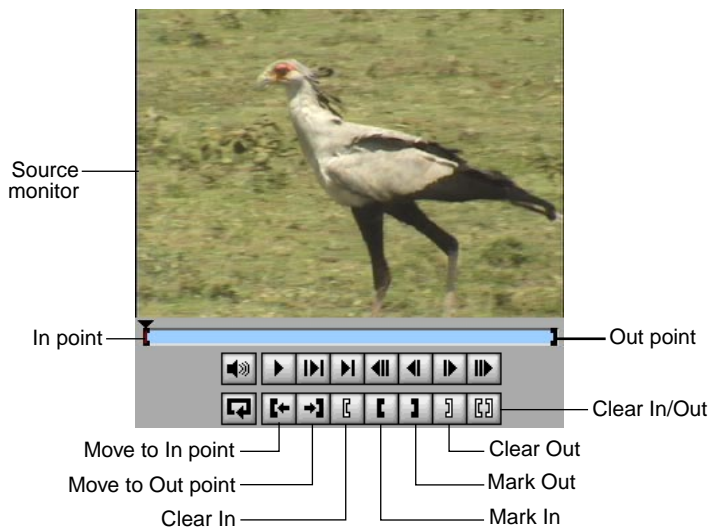 Source
monitor
In point
Out point
Clear In/Out
Move to In point
Clear Out
Move to Out point
Mark Out
Clear In
Mark In